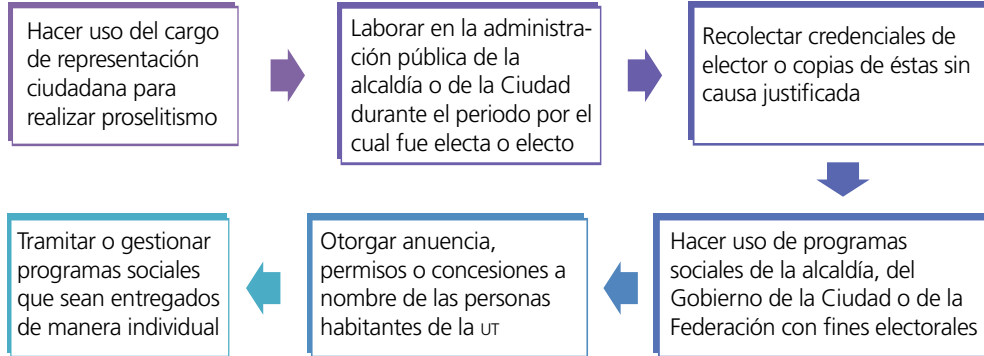 Hacer uso del cargo
de representación
ciudadana para
realizar proselitismo
Laborar en la administra-
ción pública de la
alcaldía o de la Ciudad
durante el periodo por el
cual fue electa o electo
Recolectar credenciales de
elector o copias de éstas sin
causa justificada
Hacer uso de programas
sociales de la alcaldía, del
Gobierno de la Ciudad o de la
Federación con fines electorales
Otorgar anuencia,
permisos o concesiones a
nombre de las personas
habitantes de la UT
Tramitar o gestionar
programas sociales
que sean entregados
de manera individual